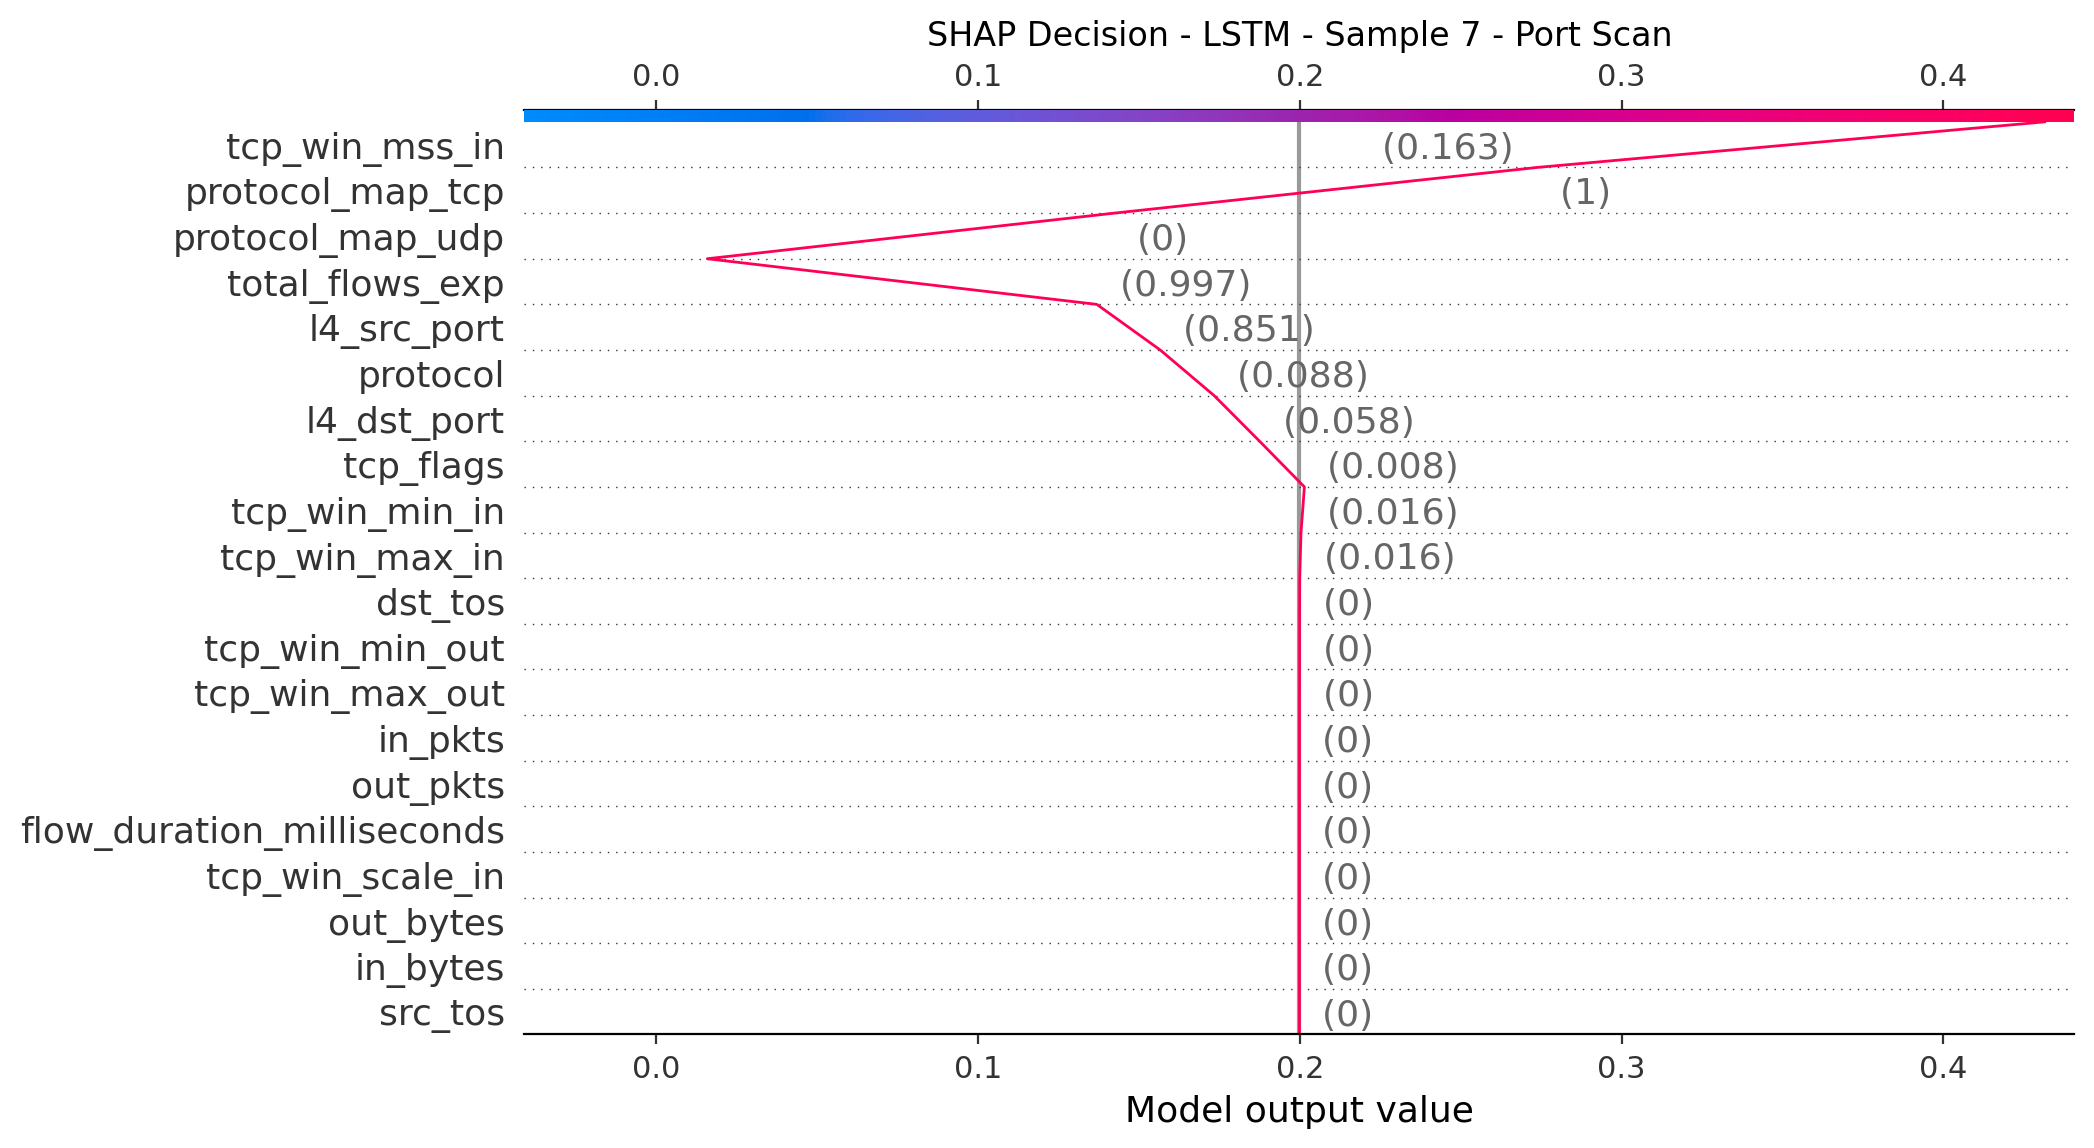 SHAP Decision - LSTM - Sample 7 - Port Scan
0.0 0.1 0.2 0.3 0.4
tcp_win_mss_in (0.163)
protocol_map_tcp (1)
protocol_map_udp (0)
total_flows_exp (0.997)
l4_src_port (0.851)
protocol (0.088)
l4_dst_port (0.058)
tcp_flags (0.008)
tcp_win_min_in (0.016)
tcp_win_max_in (0.016)
dst_tos (0)
tcp_win_min_out (0)
tcp_win_max_out (0)
in_pkts (0)
out_pkts (0)
flow_duration_milliseconds (0)
tcp_win_scale_in (0)
out_bytes (0)
in_bytes (0)
src_tos (0)
0.0 0.1 0.2 0.3 0.4
Model output value